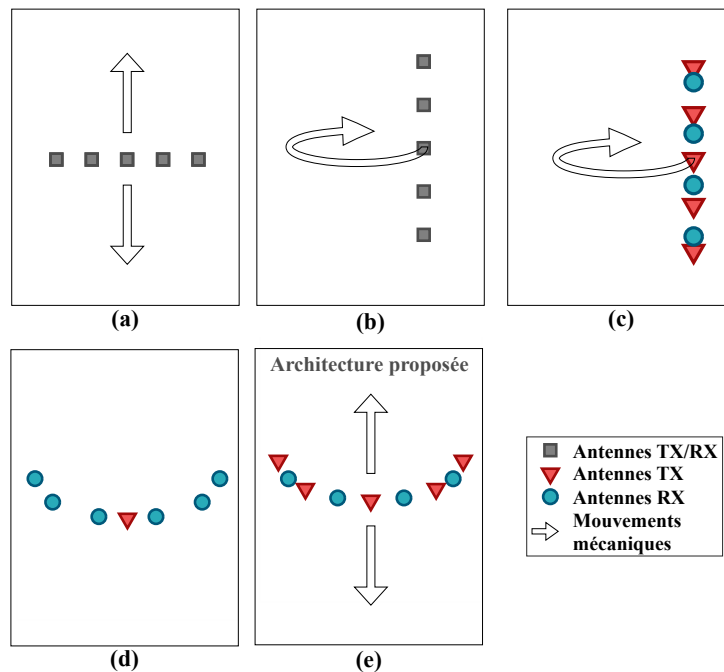 (a)
(b)
(c)
Architecture proposée
(d)
(e)
Antennes TX/RX
Antennes TX
Antennes RX
Mouvements
mécaniques